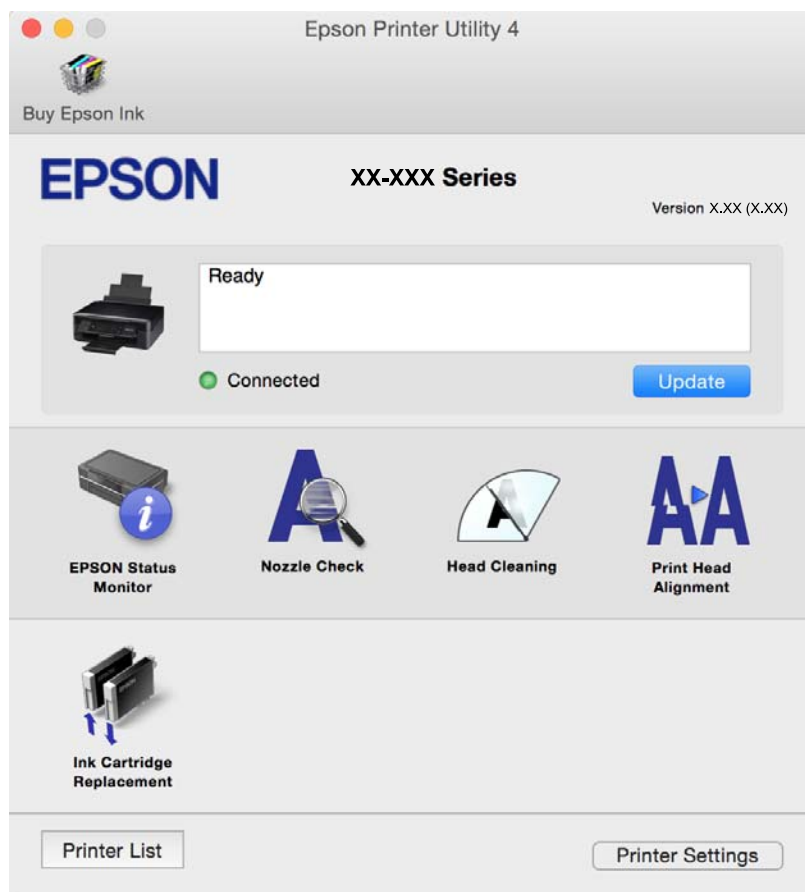 Epson Printer Utility 4
Buy Epson Ink
EPSON
XX-XXX Series
Version X.XX (X.XX)
Ready
Connected
Update
EPSON Status
Monitor
Nozzle Check
Head Cleaning
Print Head
Alignment
Ink Cartridge
Replacement
Printer List
Printer Settings